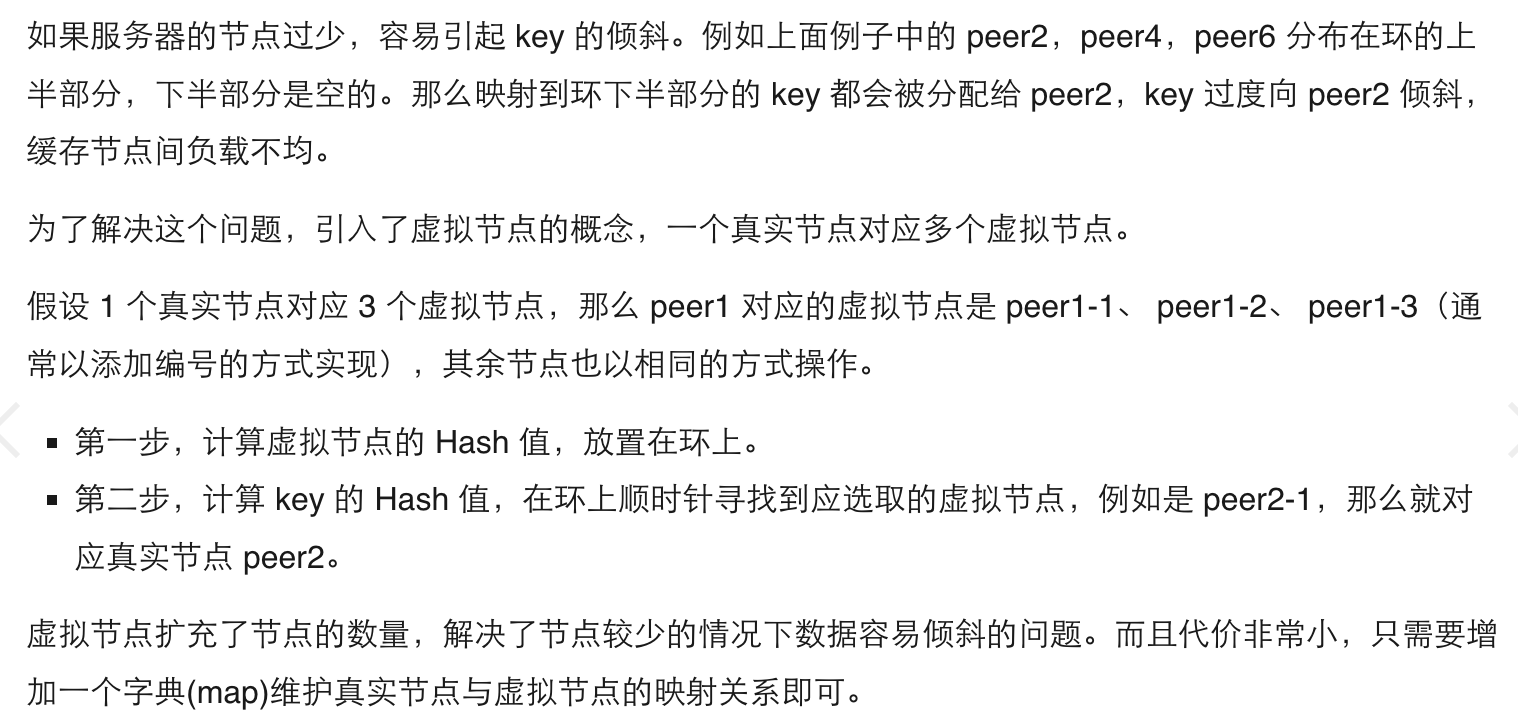 如果服务器的节点过少，容易引起 key 的倾斜。例如上面例子中的 peer2，peer4，peer6 分布在环的上
半部分，下半部分是空的。那么映射到环下半部分的 key 都会被分配给 peer2，key 过度向 peer2 倾斜，
缓存节点间负载不均。
为了解决这个问题，引入了虚拟节点的概念，一个真实节点对应多个虚拟节点。
假设 1 个真实节点对应 3 个虚拟节点，那么 peer1 对应的虚拟节点是 peer1-1、 peer1-2、 peer1-3（通
常以添加编号的方式实现），其余节点也以相同的方式操作。
▪ 第一步，计算虚拟节点的 Hash 值，放置在环上。
▪ 第二步，计算 key 的 Hash 值，在环上顺时针寻找到应选取的虚拟节点，例如是 peer2-1，那么就对
应真实节点 peer2。
虚拟节点扩充了节点的数量，解决了节点较少的情况下数据容易倾斜的问题。而且代价非常小，只需要增
加一个字典(map)维护真实节点与虚拟节点的映射关系即可。